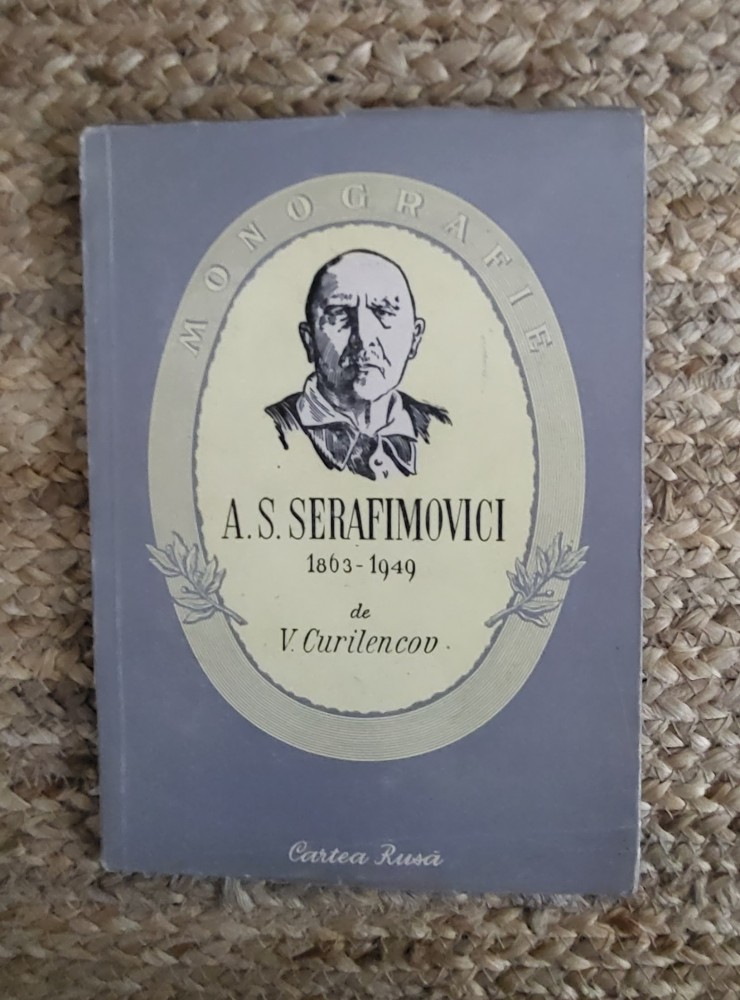 MONOGRAFIE
A. S. SERAFIMOVICI
1863-1949
de
V. Curilencov
Cartea Rusă